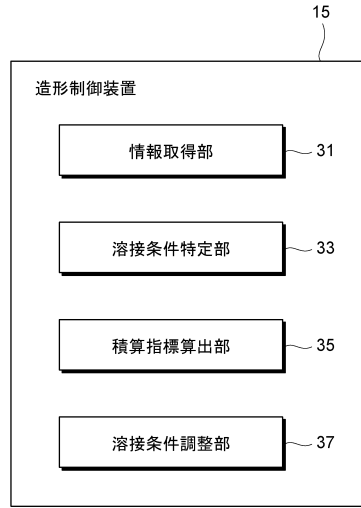 15
造形制御装置
情報取得部 31
溶接条件特定部 33
積算指標算出部 35
溶接条件調整部 37